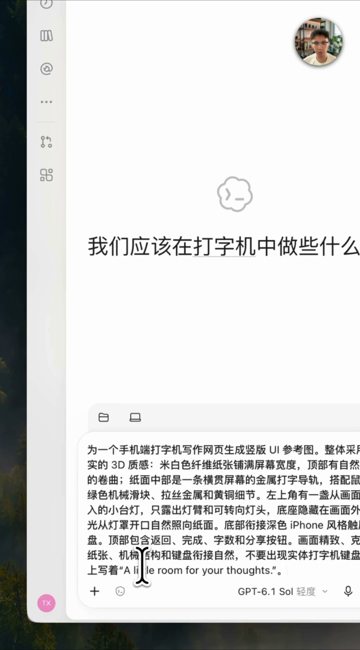 我们应该在打字机中做些什么
为一个手机端打字机写作网页生成竖版 UI 参考图。整体采用
实的 3D 质感：米白色纤维纸张铺满屏幕宽度，顶部有自然
的卷曲；纸面中部是一条横贯屏幕的金属打字导轨，搭配鼠
绿色机械滑块、拉丝金属和黄铜细节。左上角有一盏从画面
入的小台灯，只露出灯臂和可转向灯头，底座隐藏在画面外
光从灯罩开口自然照向纸面。底部衔接深色 iPhone 风格触
盘。顶部包含返回、完成、字数和分享按钮。画面精致、克
纸张、机械结构和键盘衔接自然，不要出现实体打字机键盘
上写着“A little room for your thoughts.”。
GPT-6.1 Sol 轻度
TX